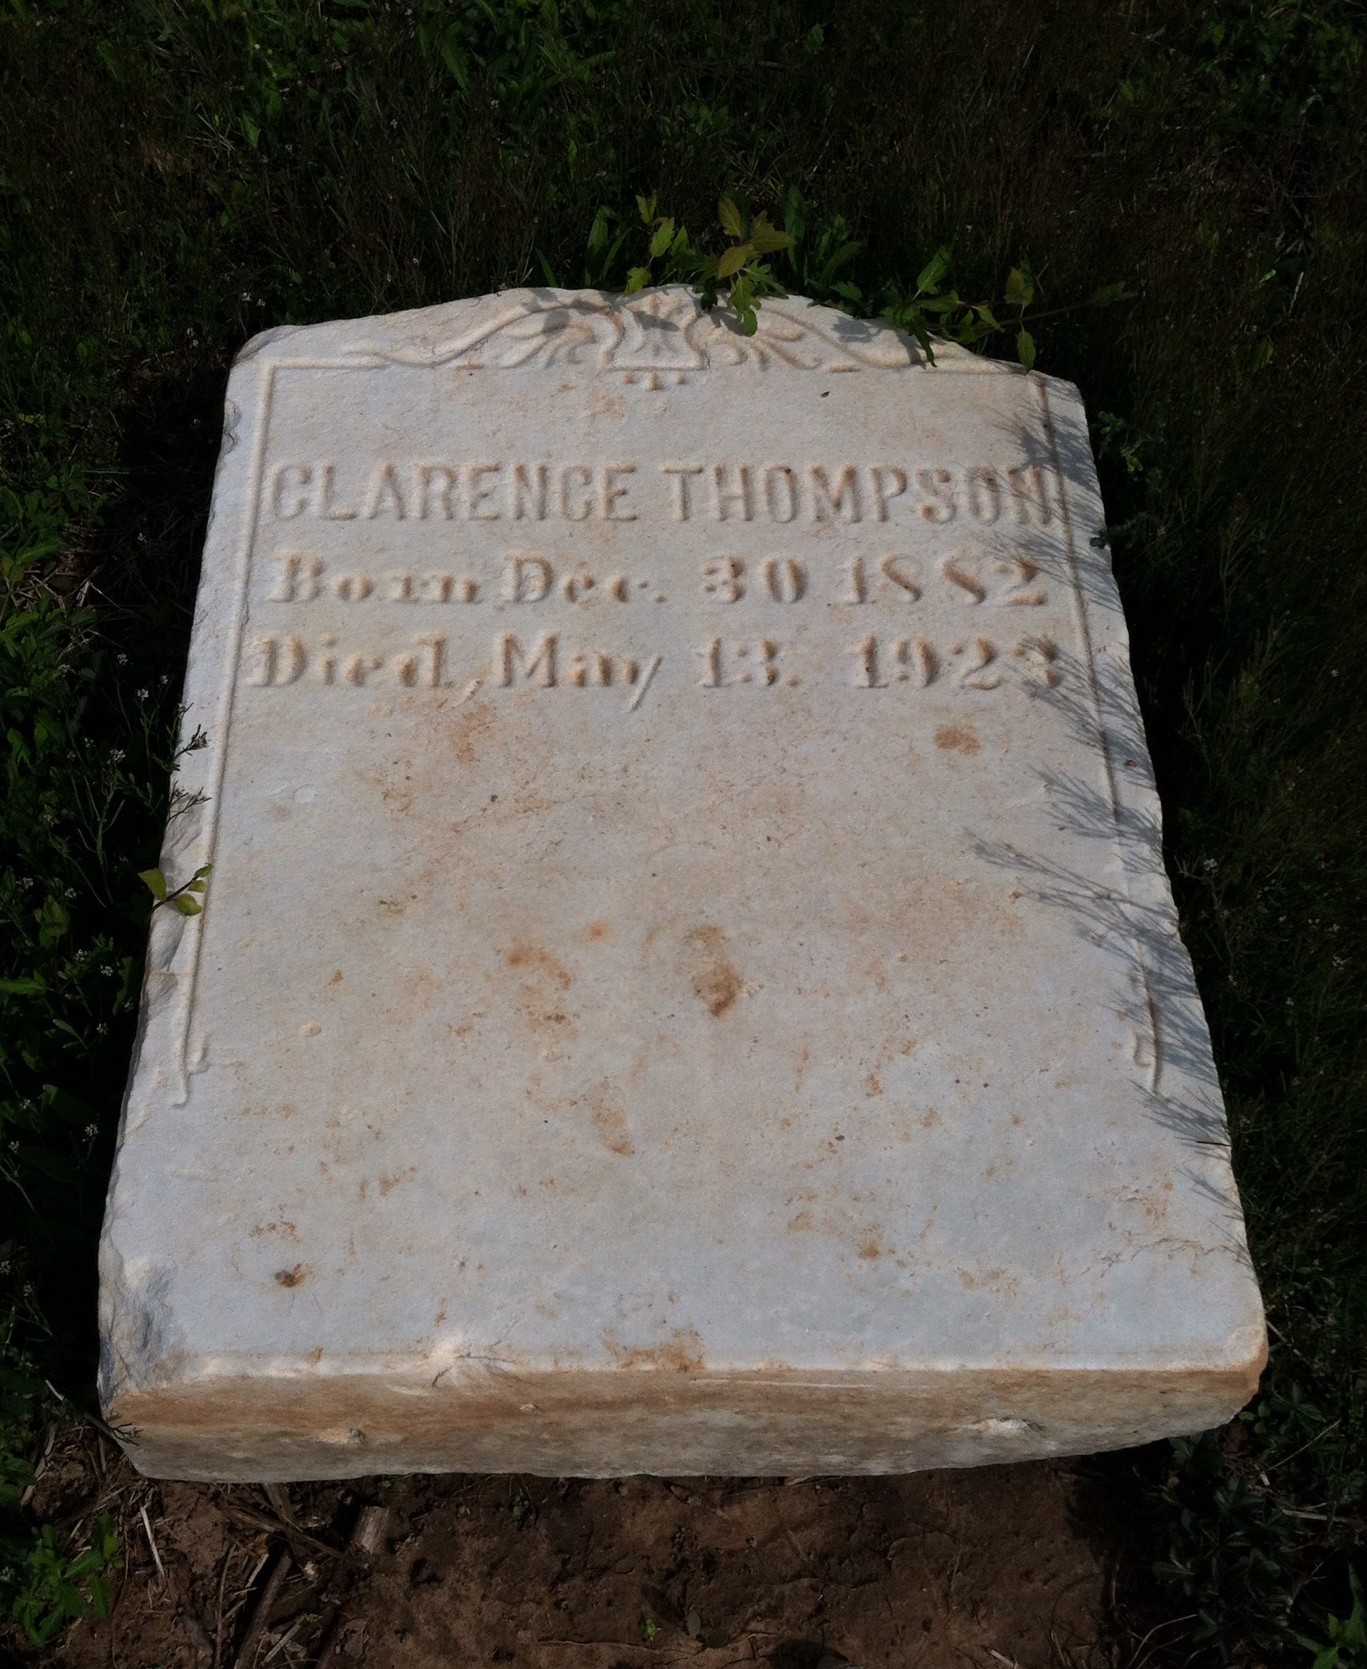 CLARENCE THOMPSON
Born Dec. 30 1882
Died, May 13. 1923